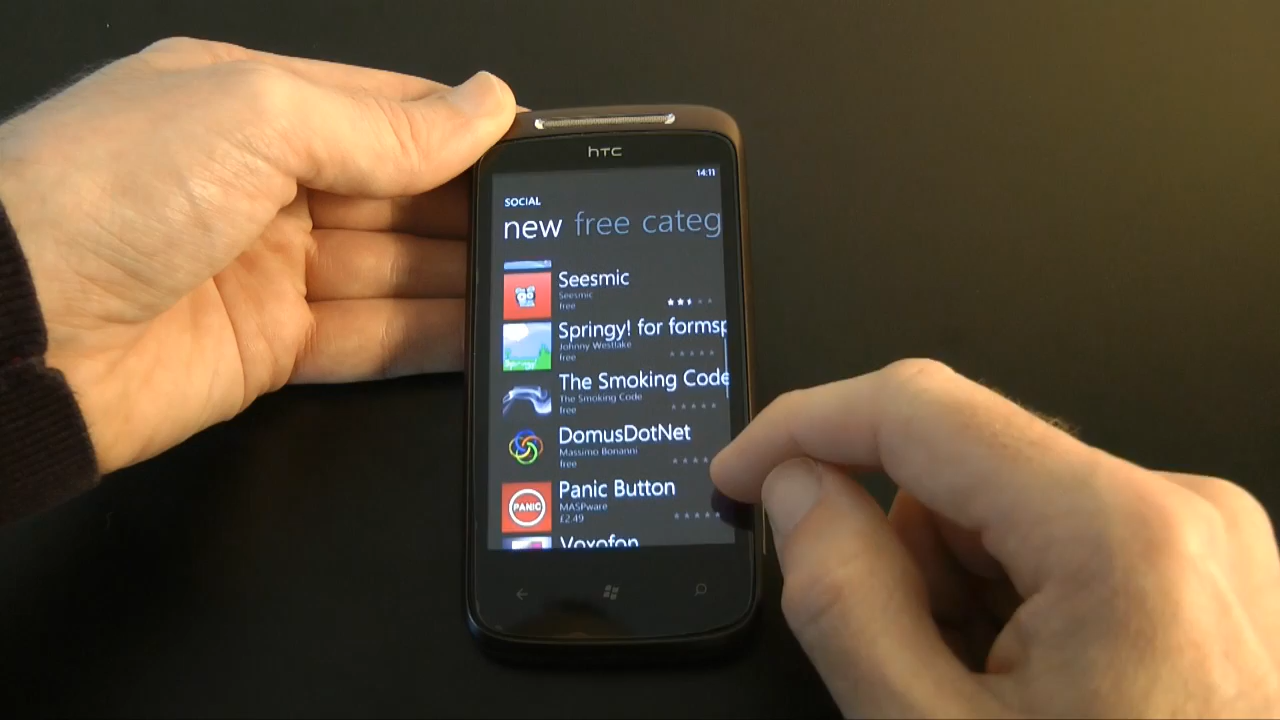 hTC
14:11
SOCIAL
new free categ
Seesmic
Seesmic
free
Springy! for formsp
Johnny Westlake
free
The Smoking Code
The Smoking Code
free
DomusDotNet
Massimo Bonanni
free
PANIC
Panic Button
MASPware
£2.49
Voxofon